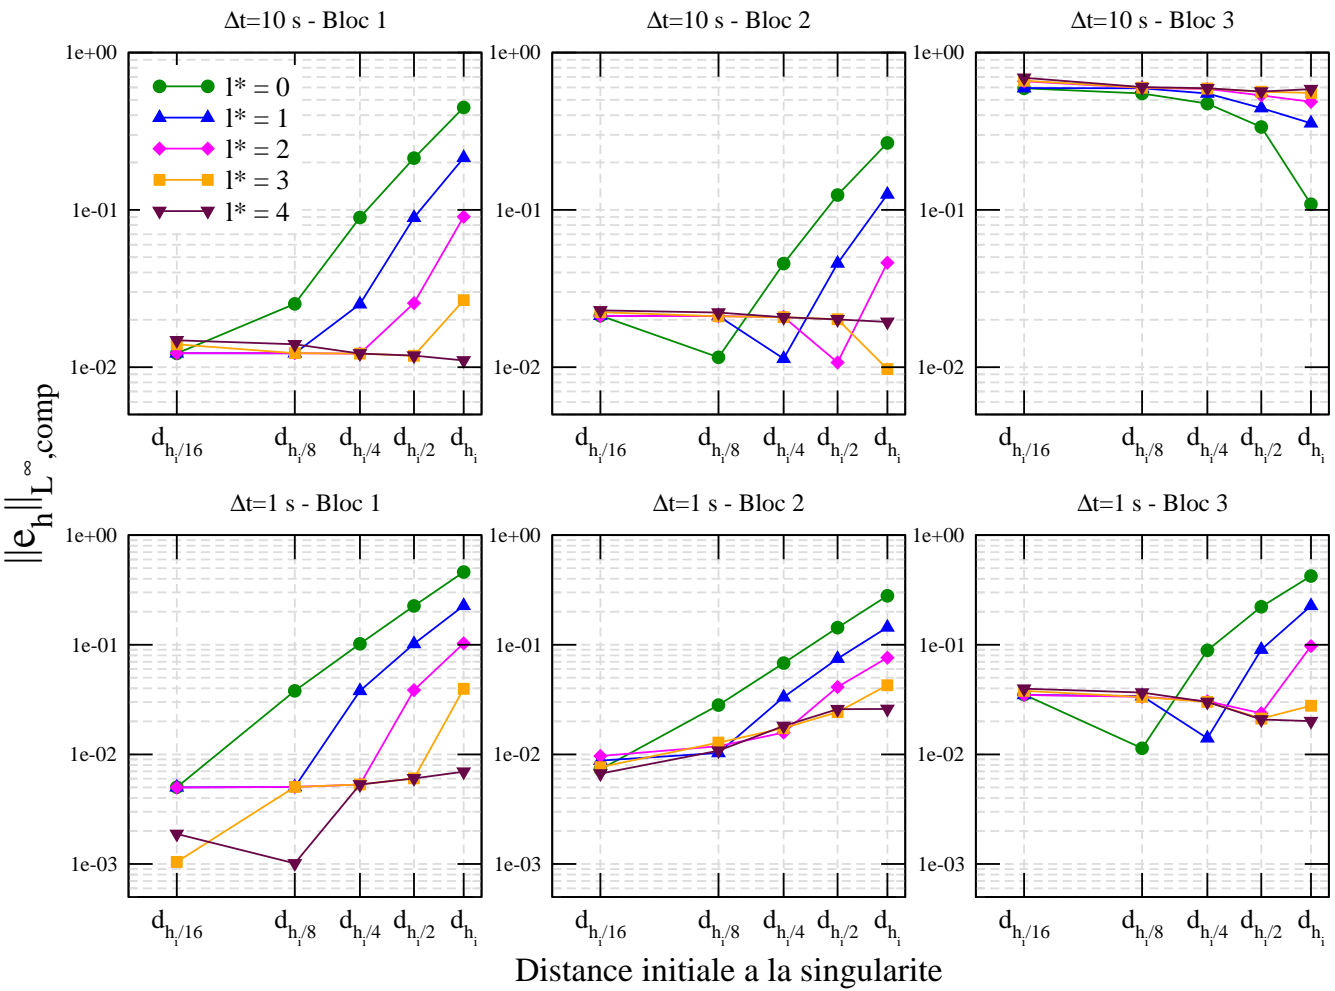 Δt=10 s - Bloc 1
Δt=10 s - Bloc 2
Δt=10 s - Bloc 3
1e+00
1e-01
1e-02
l* = 0
l* = 1
l* = 2
l* = 3
l* = 4
d_{h_i/16} d_{h_i/8} d_{h_i/4} d_{h_i/2} d_{h_i}
1e+00
1e-01
1e-02
d_{h_i/16} d_{h_i/8} d_{h_i/4} d_{h_i/2} d_{h_i}
1e+00
1e-01
1e-02
d_{h_i/16} d_{h_i/8} d_{h_i/4} d_{h_i/2} d_{h_i}
||e_h||_{L^∞,comp}
Δt=1 s - Bloc 1
Δt=1 s - Bloc 2
Δt=1 s - Bloc 3
1e+00
1e-01
1e-02
1e-03
d_{h_i/16} d_{h_i/8} d_{h_i/4} d_{h_i/2} d_{h_i}
1e+00
1e-01
1e-02
1e-03
d_{h_i/16} d_{h_i/8} d_{h_i/4} d_{h_i/2} d_{h_i}
1e+00
1e-01
1e-02
1e-03
d_{h_i/16} d_{h_i/8} d_{h_i/4} d_{h_i/2} d_{h_i}
Distance initiale a la singularite